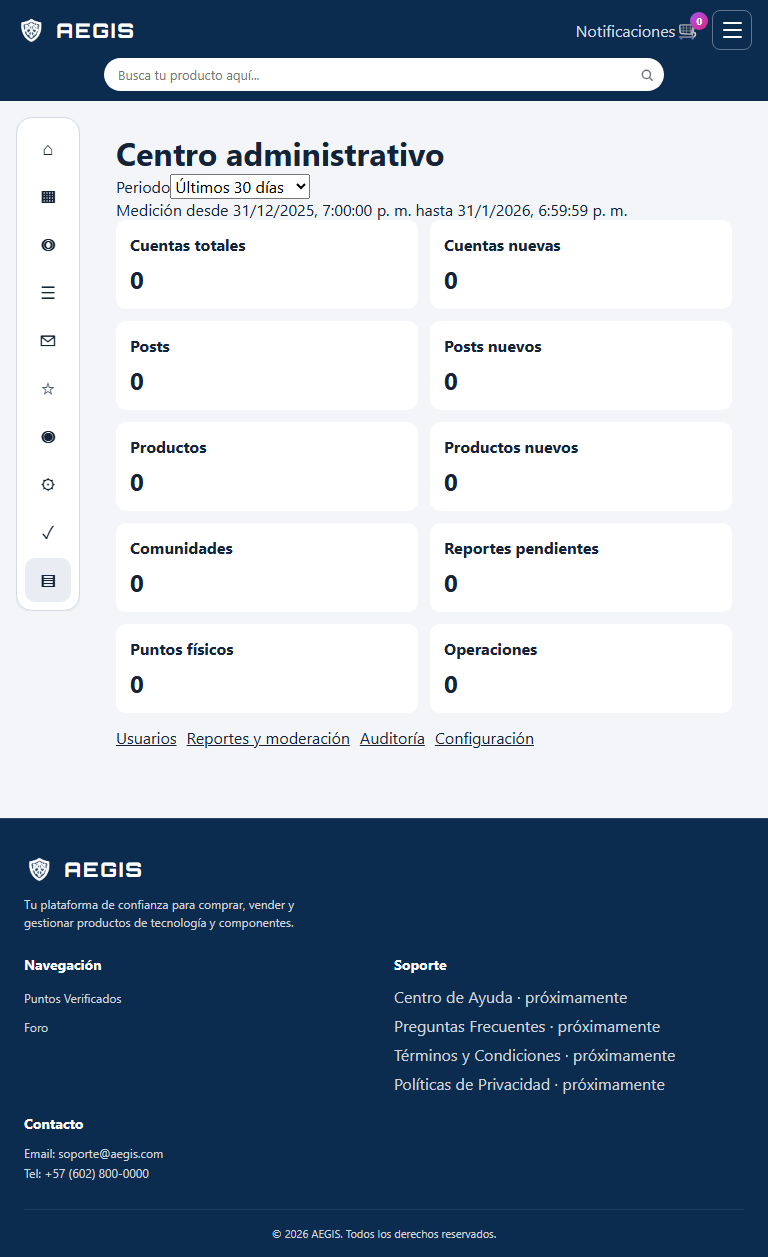 AEGIS
Notificaciones
0
Busca tu producto aquí...
Centro administrativo
Periodo Últimos 30 días
Medición desde 31/12/2025, 7:00:00 p. m. hasta 31/1/2026, 6:59:59 p. m.
Cuentas totales
0
Cuentas nuevas
0
Posts
0
Posts nuevos
0
Productos
0
Productos nuevos
0
Comunidades
0
Reportes pendientes
0
Puntos físicos
0
Operaciones
0
Usuarios Reportes y moderación Auditoría Configuración
AEGIS
Tu plataforma de confianza para comprar, vender y
gestionar productos de tecnología y componentes.
Navegación
Puntos Verificados
Foro
Soporte
Centro de Ayuda · próximamente
Preguntas Frecuentes · próximamente
Términos y Condiciones · próximamente
Políticas de Privacidad · próximamente
Contacto
Email: soporte@aegis.com
Tel: +57 (602) 800-0000
© 2026 AEGIS. Todos los derechos reservados.